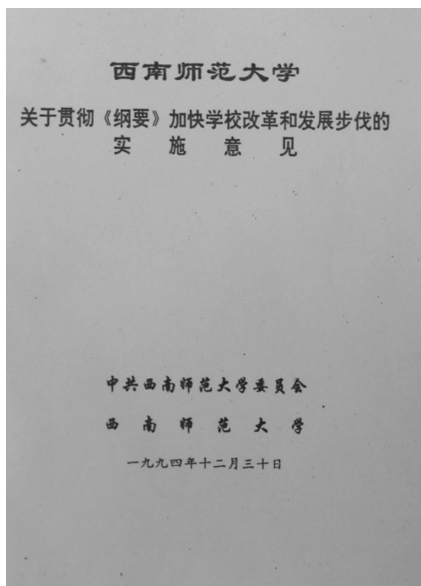 西南师范大学
关于贯彻《纲要》加快学校改革和发展步伐的
实施意见
中共西南师范大学委员会
西南师范大学
一九九四年十二月三十日